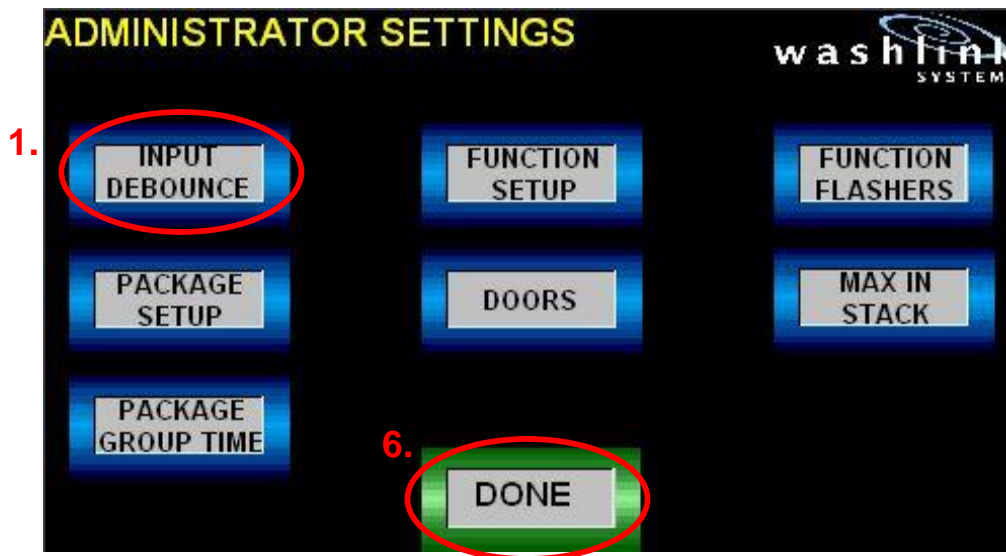 ADMINISTRATOR SETTINGS
washlink
SYSTEM
1.
INPUT
DEBOUNCE
FUNCTION
SETUP
FUNCTION
FLASHERS
PACKAGE
SETUP
DOORS
MAX IN
STACK
PACKAGE
GROUP TIME
6.
DONE